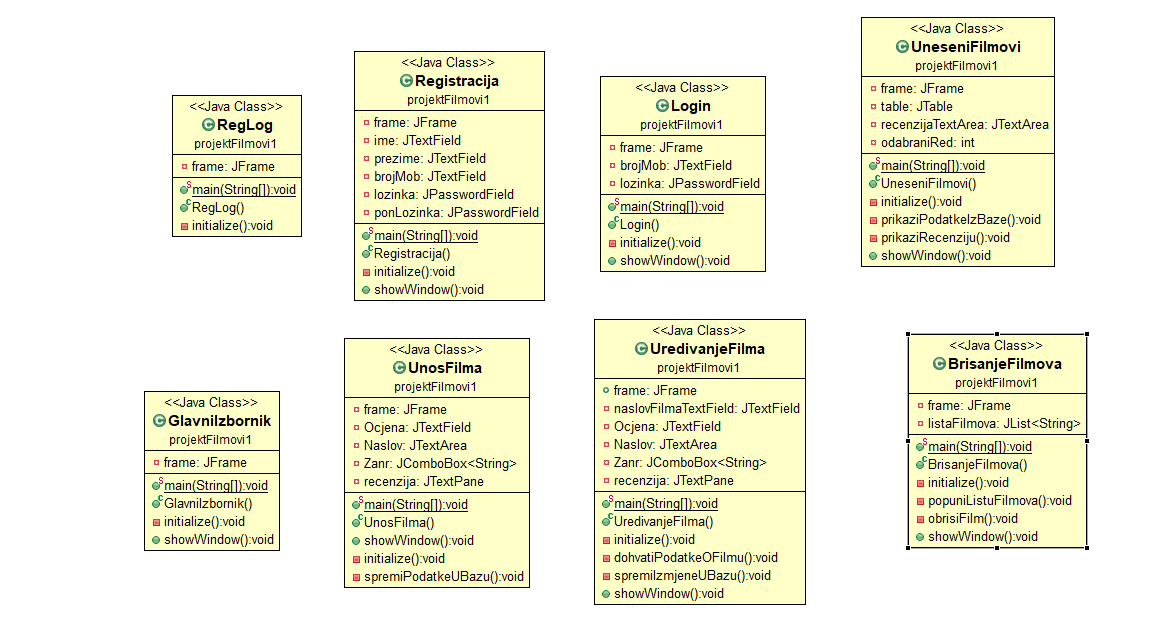 <<Java Class>>
RegLog
projektFilmovi1
frame: JFrame
main(String[]):void
RegLog()
initialize():void
<<Java Class>>
Registracija
projektFilmovi1
frame: JFrame
ime: JTextField
prezime: JTextField
brojMob: JTextField
lozinka: JPasswordField
ponLozinka: JPasswordField
main(String[]):void
Registracija()
initialize():void
showWindow():void
<<Java Class>>
Login
projektFilmovi1
frame: JFrame
brojMob: JTextField
lozinka: JPasswordField
main(String[]):void
Login()
initialize():void
showWindow():void
<<Java Class>>
UneseniFilmovi
projektFilmovi1
frame: JFrame
table: JTable
recenzijaTextArea: JTextArea
odabraniRed: int
main(String[]):void
UneseniFilmovi()
initialize():void
prikaziPodatkeIzBaze():void
prikaziRecenziju():void
showWindow():void
<<Java Class>>
GlavniIzbornik
projektFilmovi1
frame: JFrame
main(String[]):void
GlavniIzbornik()
initialize():void
showWindow():void
<<Java Class>>
UnosFilma
projektFilmovi1
frame: JFrame
Ocjena: JTextField
Naslov: JTextArea
Zanr: JComboBox<String>
recenzija: JTextPane
main(String[]):void
UnosFilma()
showWindow():void
initialize():void
spremiPodatkeUBazu():void
<<Java Class>>
UredivanjeFilma
projektFilmovi1
frame: JFrame
naslovFilmaTextField: JTextField
Ocjena: JTextField
Naslov: JTextArea
Zanr: JComboBox<String>
recenzija: JTextPane
main(String[]):void
UredivanjeFilma()
initialize():void
dohvatiPodatkeOFilmu():void
spremiIzmjeneUBazu():void
showWindow():void
<<Java Class>>
BrisanjeFilmova
projektFilmovi1
frame: JFrame
listaFilmova: JList<String>
main(String[]):void
BrisanjeFilmova()
initialize():void
popuniListuFilmova():void
obrisiFilm():void
showWindow():void